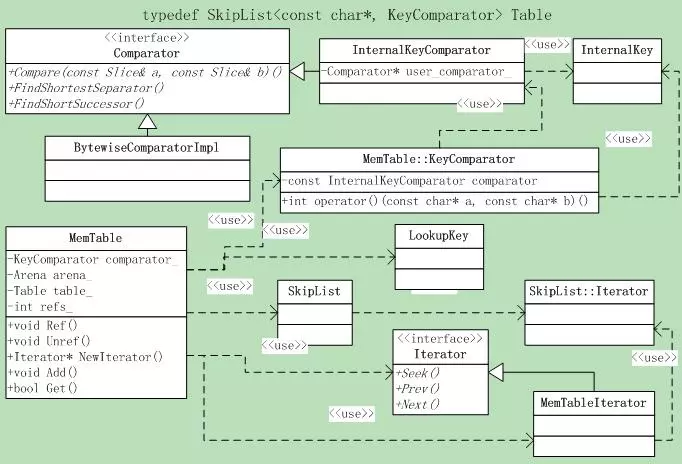 typedef SkipList<const char*, KeyComparator> Table
<<interface>>
Comparator
+Compare(const Slice& a, const Slice& b)()
+FindShortestSeparator()
+FindShortSuccessor()
InternalKeyComparator
-Comparator* user_comparator_
<<use>>
InternalKey
<<use>>
<<use>>
BytewiseComparatorImpl
MemTable::KeyComparator
-const InternalKeyComparator comparator
+int operator()(const char* a, const char* b)()
<<use>>
<<use>>
MemTable
-KeyComparator comparator_
-Arena arena_
-Table table_
-int refs_
+void Ref()
+void Unref()
+Iterator* NewIterator()
+void Add()
+bool Get()
LookupKey
<<use>>
SkipList
SkipList::Iterator
<<use>>
<<interface>>
Iterator
+Seek()
+Prev()
+Next()
<<use>>
MemTableIterator
<<use>>